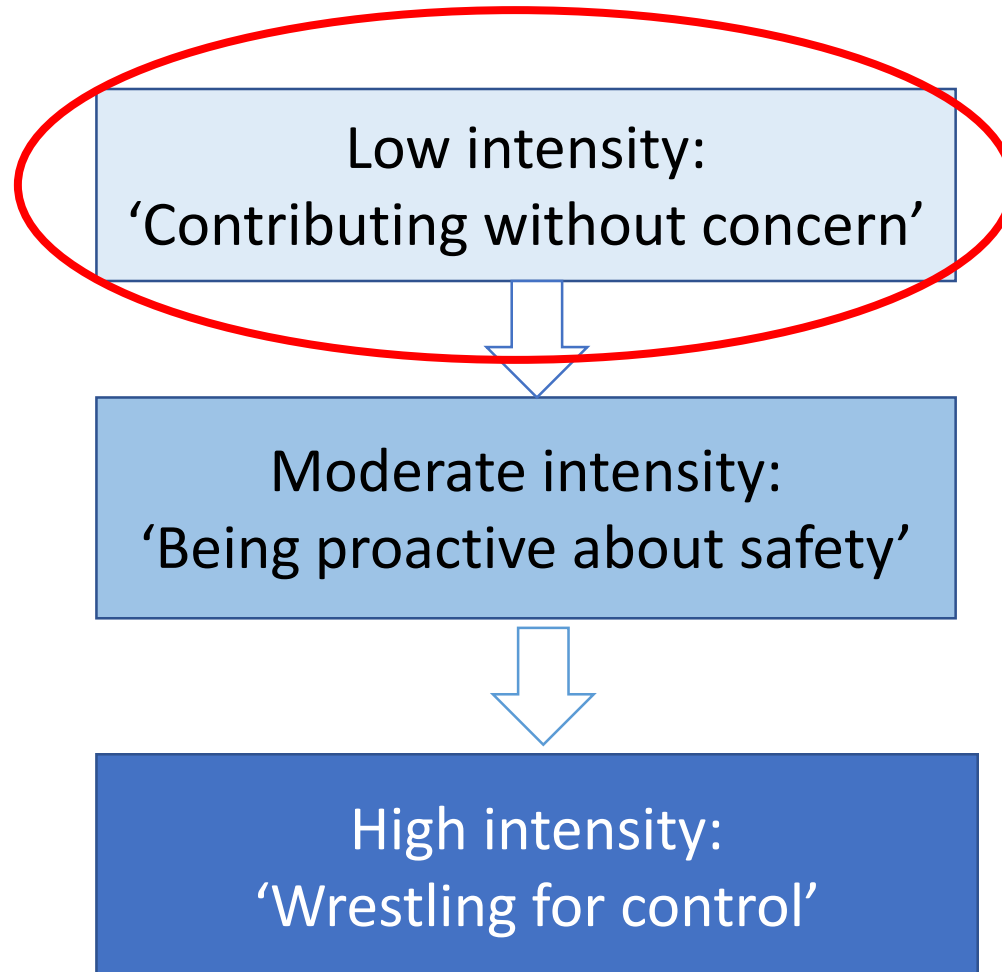 Low intensity:
‘Contributing without concern’
Moderate intensity:
‘Being proactive about safety’
High intensity:
‘Wrestling for control’